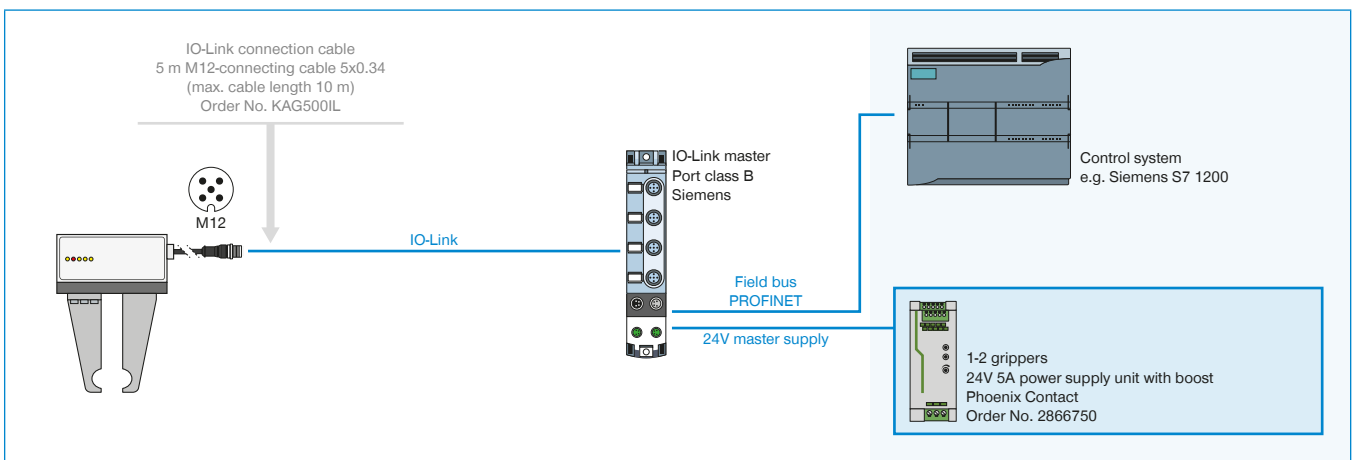 IO-Link connection cable
5 m M12-connecting cable 5x0.34
(max. cable length 10 m)
Order No. KAG500IL
M12
IO-Link
IO-Link master
Port class B
Siemens
Field bus
PROFINET
24V master supply
Control system
e.g. Siemens S7 1200
1-2 grippers
24V 5A power supply unit with boost
Phoenix Contact
Order No. 2866750